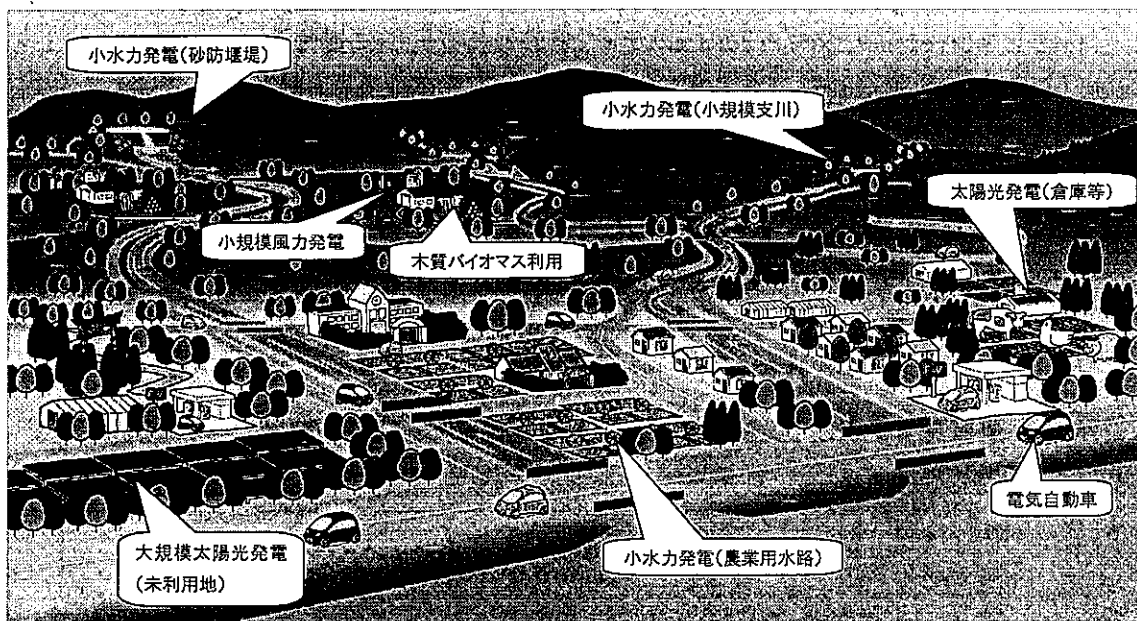 小水力発電(砂防堰堤)
小水力発電(小規模支川)
太陽光発電(倉庫等)
小規模風力発電
木質バイオマス利用
電気自動車
大規模太陽光発電
(未利用地)
小水力発電(農業用水路)